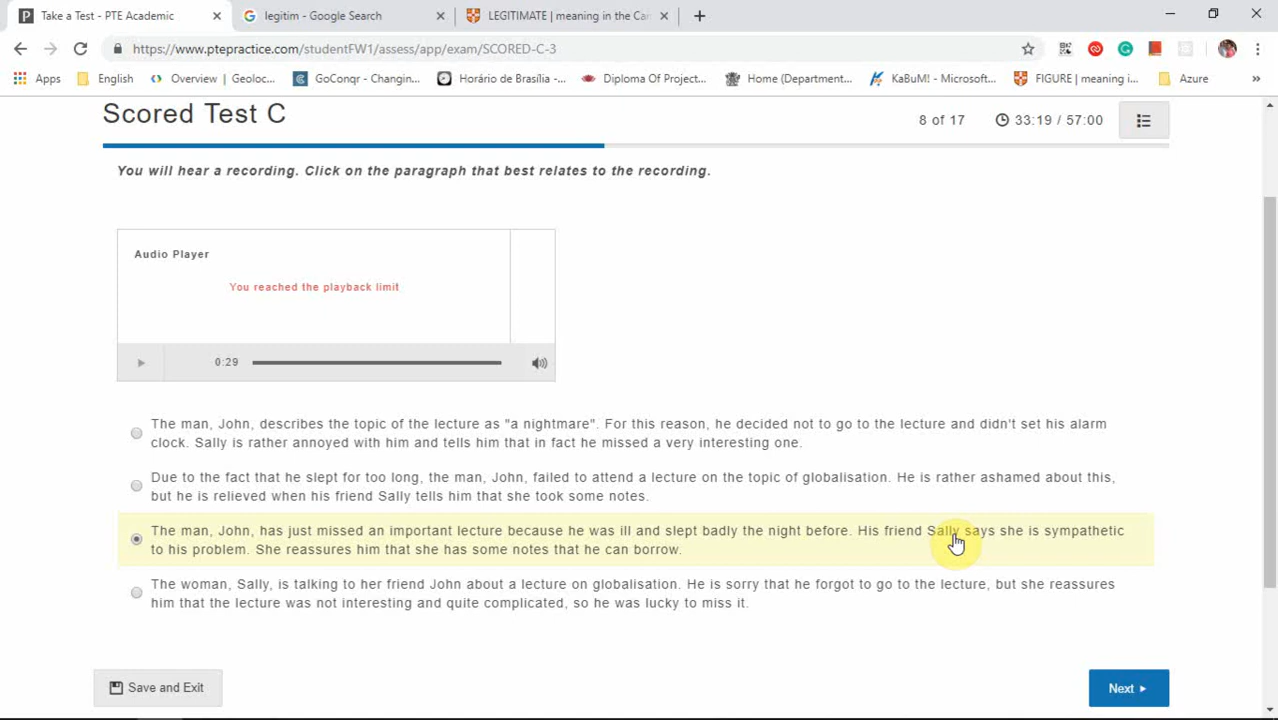 Take a Test - PTE Academic
legitim - Google Search
LEGITIMATE | meaning in the Can
https://www.ptepractice.com/studentFW1/assess/app/exam/SCORED-C-3
Apps
English
Overview | Geoloc...
GoConqr - Changin...
Horário de Brasília -...
Diploma Of Project...
Home (Department...
KaBuM! - Microsoft...
FIGURE | meaning i...
Azure
Scored Test C
8 of 17
33:19 / 57:00
You will hear a recording. Click on the paragraph that best relates to the recording.
Audio Player
You reached the playback limit
0:29
The man, John, describes the topic of the lecture as "a nightmare". For this reason, he decided not to go to the lecture and didn't set his alarm
clock. Sally is rather annoyed with him and tells him that in fact he missed a very interesting one.
Due to the fact that he slept for too long, the man, John, failed to attend a lecture on the topic of globalisation. He is rather ashamed about this,
but he is relieved when his friend Sally tells him that she took some notes.
The man, John, has just missed an important lecture because he was ill and slept badly the night before. His friend Sally says she is sympathetic
to his problem. She reassures him that she has some notes that he can borrow.
The woman, Sally, is talking to her friend John about a lecture on globalisation. He is sorry that he forgot to go to the lecture, but she reassures
him that the lecture was not interesting and quite complicated, so he was lucky to miss it.
Save and Exit
Next